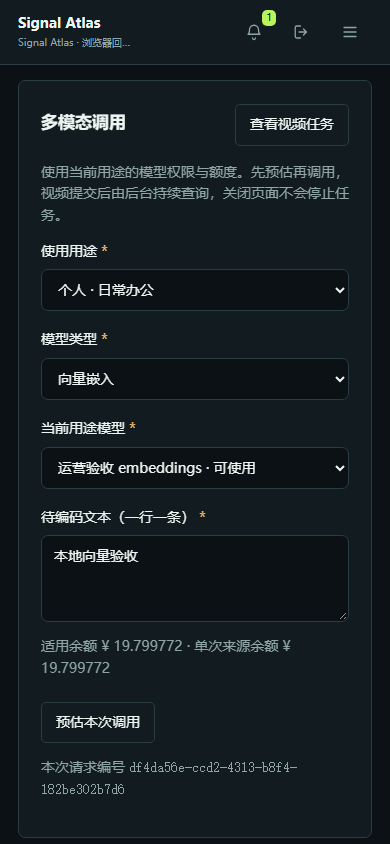 Signal Atlas
Signal Atlas · 浏览器回...
2
多模态调用
查看视频任务
使用当前用途的模型权限与额度。先预估再调用，
视频提交后由后台持续查询，关闭页面不会停止任
务。
使用用途 *
个人 · 日常办公
模型类型 *
向量嵌入
当前用途模型 *
运营验收 embeddings · 可使用
待编码文本（一行一条） *
本地向量验收
适用余额 ¥ 19.799772 · 单次来源余额 ¥
19.799772
预估本次调用
本次请求编号 df4da56e-ccd2-4313-b8f4-
182be302b7d6